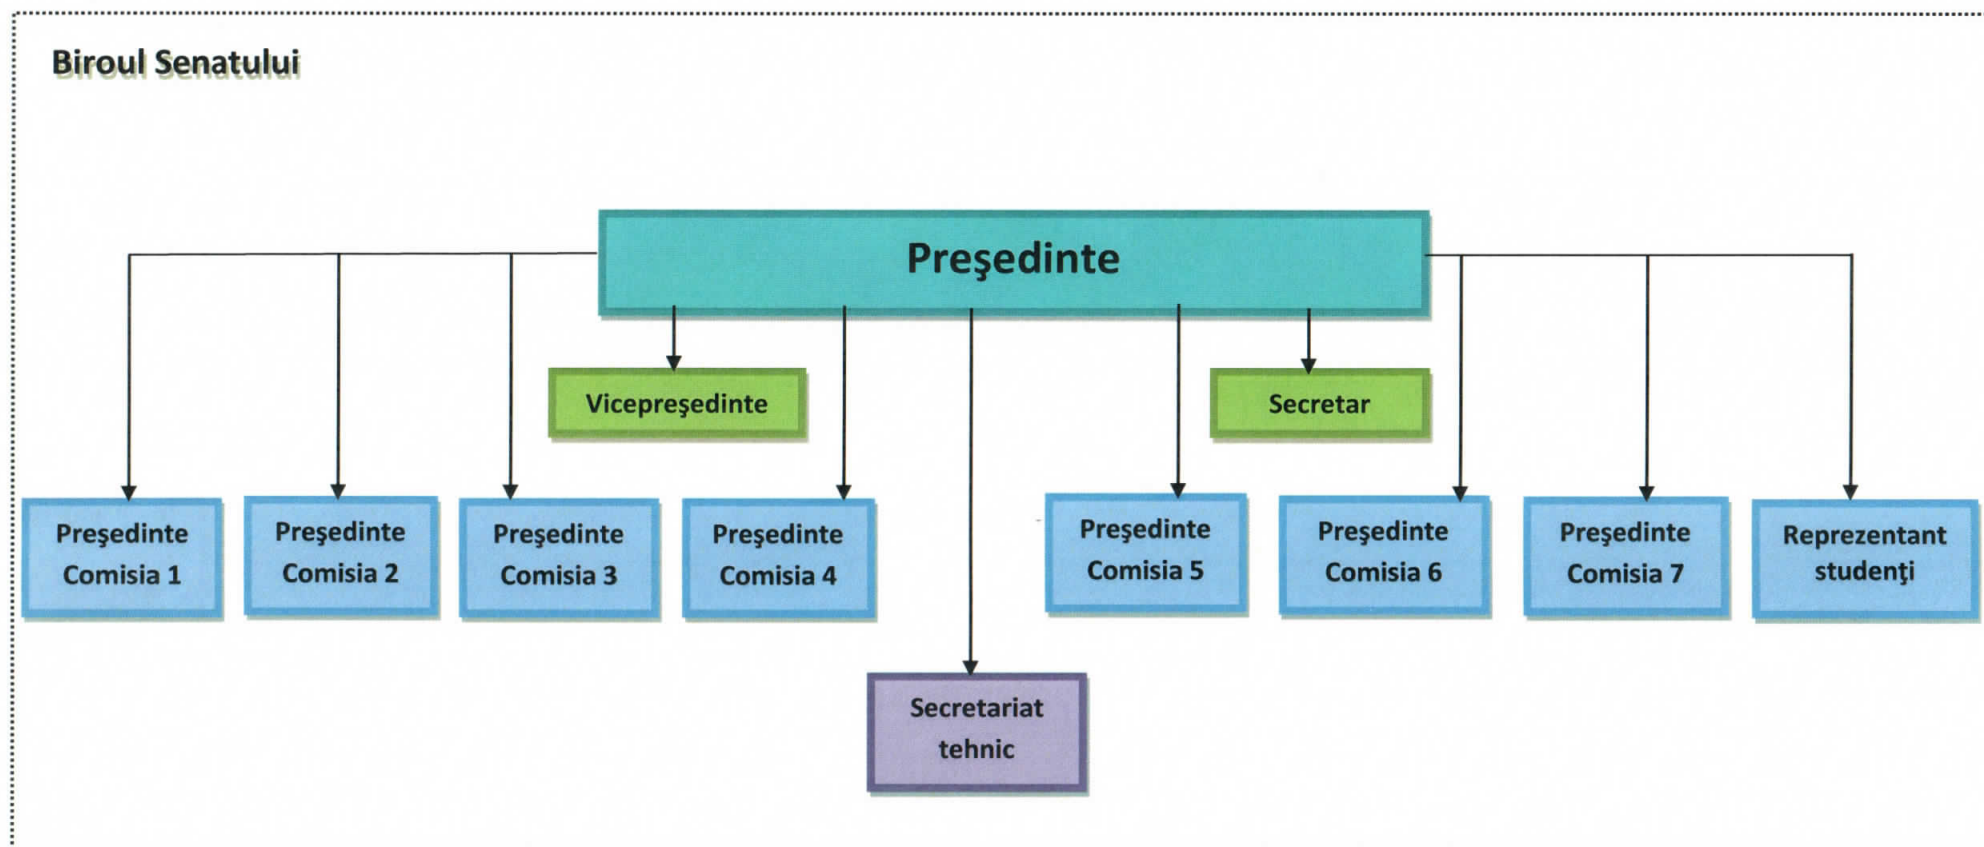 Biroul Senatului
Preşedinte
Vicepreşedinte
Secretar
Preşedinte
Comisia 1
Preşedinte
Comisia 2
Preşedinte
Comisia 3
Preşedinte
Comisia 4
Preşedinte
Comisia 5
Preşedinte
Comisia 6
Preşedinte
Comisia 7
Reprezentant
studenţi
Secretariat
tehnic